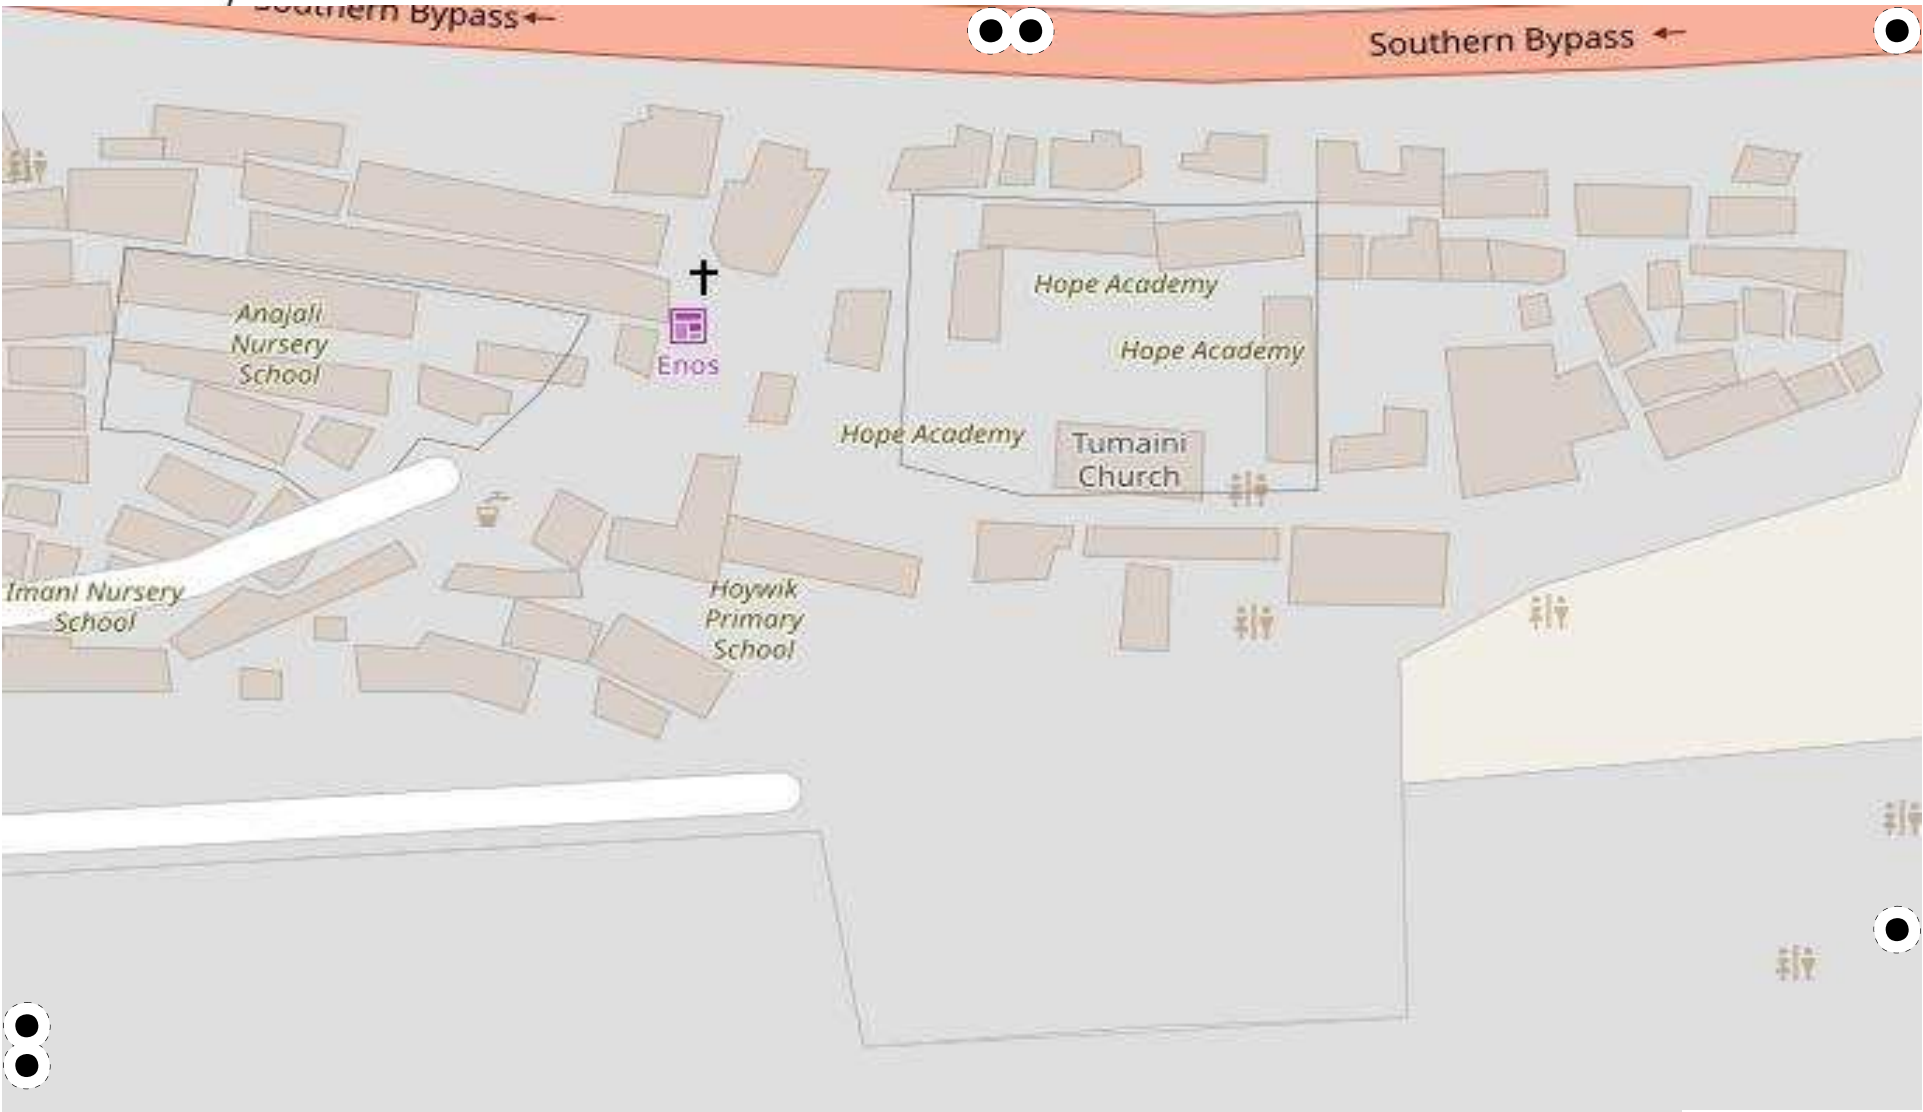 Southern Bypass
Southern Bypass
Hope Academy
Anajali
Nursery
School
Hope Academy
Enos
Hope Academy
Tumaini
Church
Imani Nursery
School
Hoywik
Primary
School